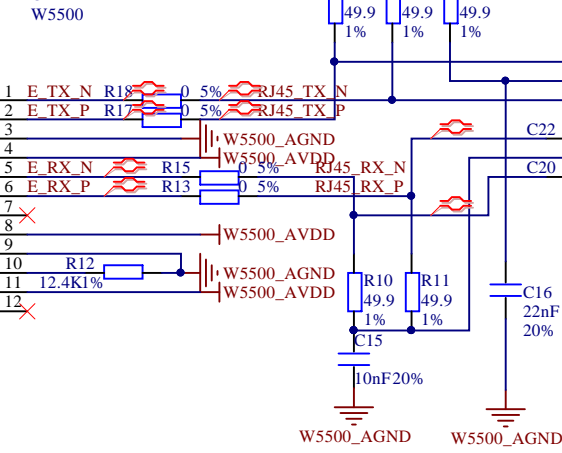 W5500
49.9 49.9 49.9
1% 1% 1%
1 E_TX_N R18 0 5% RJ45_TX_N
2 E_TX_P R17 0 5% RJ45_TX_P
3 W5500_AGND C22
4 W5500_AVDD
5 E_RX_N R15 0 5% RJ45_RX_N C20
6 E_RX_P R13 0 5% RJ45_RX_P
7
8 W5500_AVDD
9
10 R12 W5500_AGND
11 12.4K1% W5500_AVDD
12
R10 R11 C16
49.9 49.9 22nF
1% 1% 20%
C15
10nF20%
W5500_AGND W5500_AGND